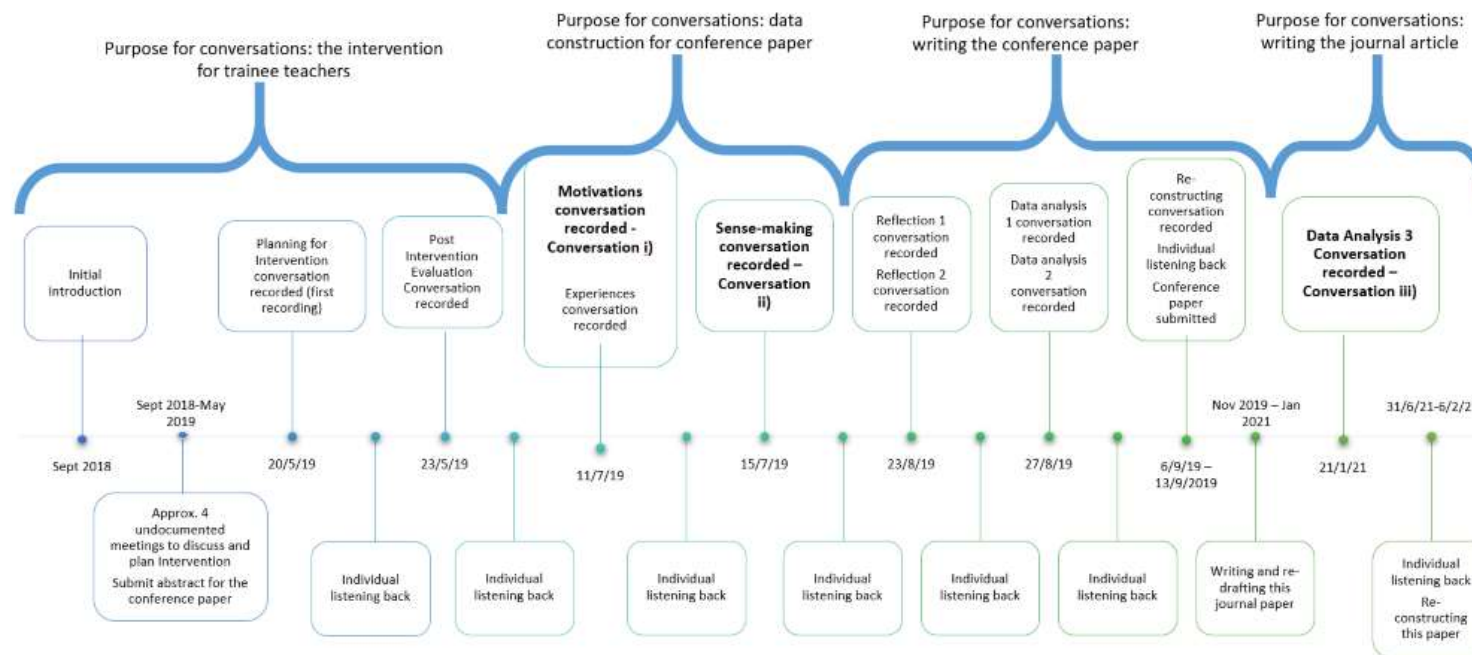 Purpose for conversations: the intervention
for trainee teachers
Purpose for conversations: data
construction for conference paper
Purpose for conversations:
writing the conference paper
Purpose for conversations:
writing the journal article
Initial
introduction
Planning for
Intervention
conversation
recorded (first
recording)
Post
Intervention
Evaluation
Conversation
recorded
Motivations
conversation
recorded -
Conversation i)
Experiences
conversation
recorded
Sense-making
conversation
recorded –
Conversation
ii)
Reflection 1
conversation
recorded
Reflection 2
conversation
recorded
Data analysis
1 conversation
recorded
Data analysis
2
conversation
recorded
Re-
constructing
conversation
recorded
Individual
listening back
Conference
paper
submitted
Data Analysis 3
Conversation
recorded –
Conversation iii)
Sept 2018
Sept 2018-May
2019
20/5/19
23/5/19
11/7/19
15/7/19
23/8/19
27/8/19
6/9/19 –
13/9/2019
Nov 2019 – Jan
2021
21/1/21
31/6/21-6/2/2
Approx. 4
undocumented
meetings to discuss and
plan Intervention
Submit abstract for the
conference paper
Individual
listening back
Individual
listening back
Individual
listening back
Individual
listening back
Individual
listening back
Individual
listening back
Writing and re-
drafting this
journal paper
Individual
listening back
Re-
constructing
this paper